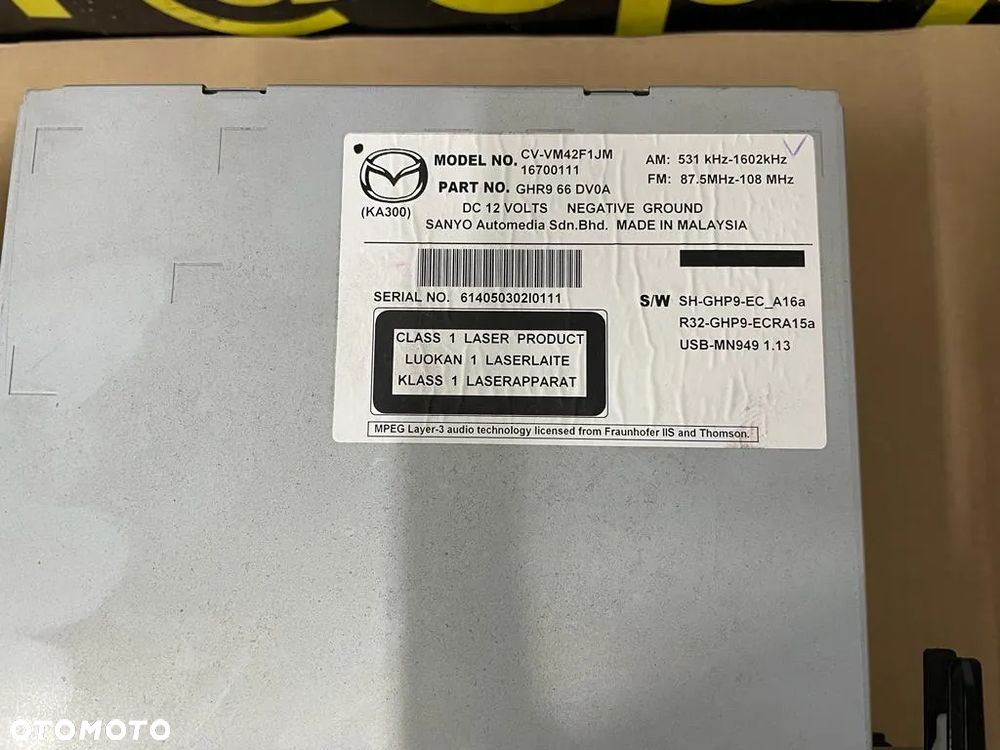 MODEL NO. CV-VM42F1JM
16700111
PART NO. GHR9 66 DV0A
(KA300)
DC 12 VOLTS NEGATIVE GROUND
SANYO Automedia Sdn.Bhd. MADE IN MALAYSIA
AM: 531 kHz-1602kHz
FM: 87.5MHz-108 MHz
SERIAL NO. 614050302I0111
S/W SH-GHP9-EC_A16a
R32-GHP9-ECRA15a
USB-MN949 1.13
CLASS 1 LASER PRODUCT
LUOKAN 1 LASERLAITE
KLASS 1 LASERAPPARAT
MPEG Layer-3 audio technology licensed from Fraunhofer IIS and Thomson.
OTOMOTO